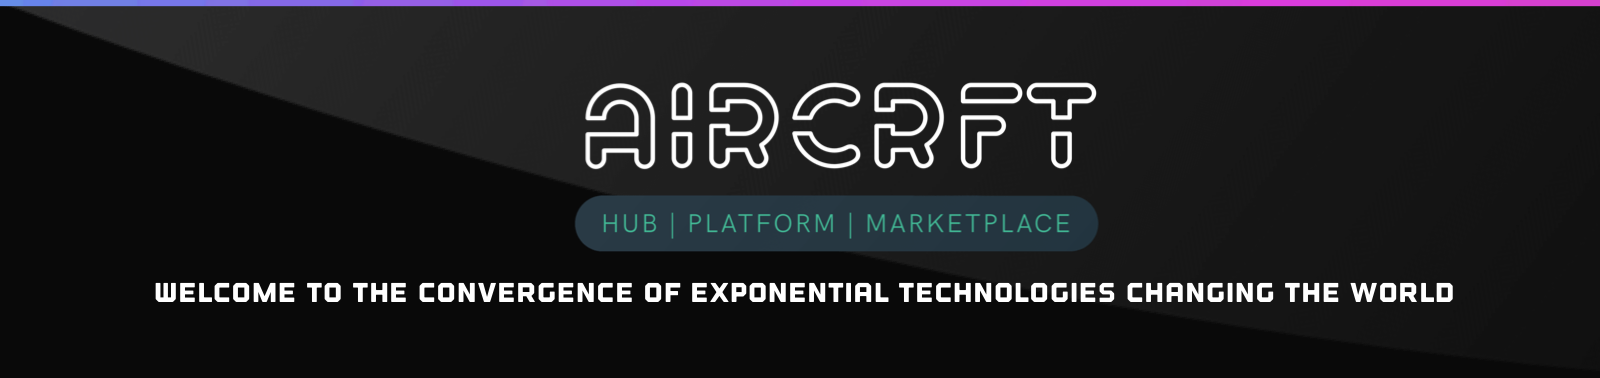 AIRCRFT
HUB | PLATFORM | MARKETPLACE
WELCOME TO THE CONVERGENCE OF EXPONENTIAL TECHNOLOGIES CHANGING THE WORLD